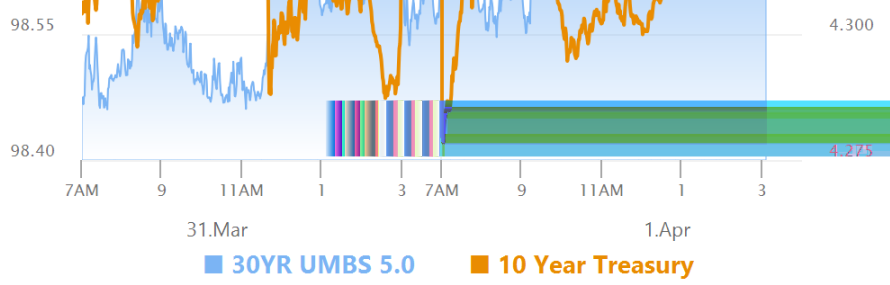 98.55 4.300
98.40 4.275
7AM 9 11AM 1 3 7AM 9 11AM 1 3
31.Mar 1.Apr
30YR UMBS 5.0 10 Year Treasury